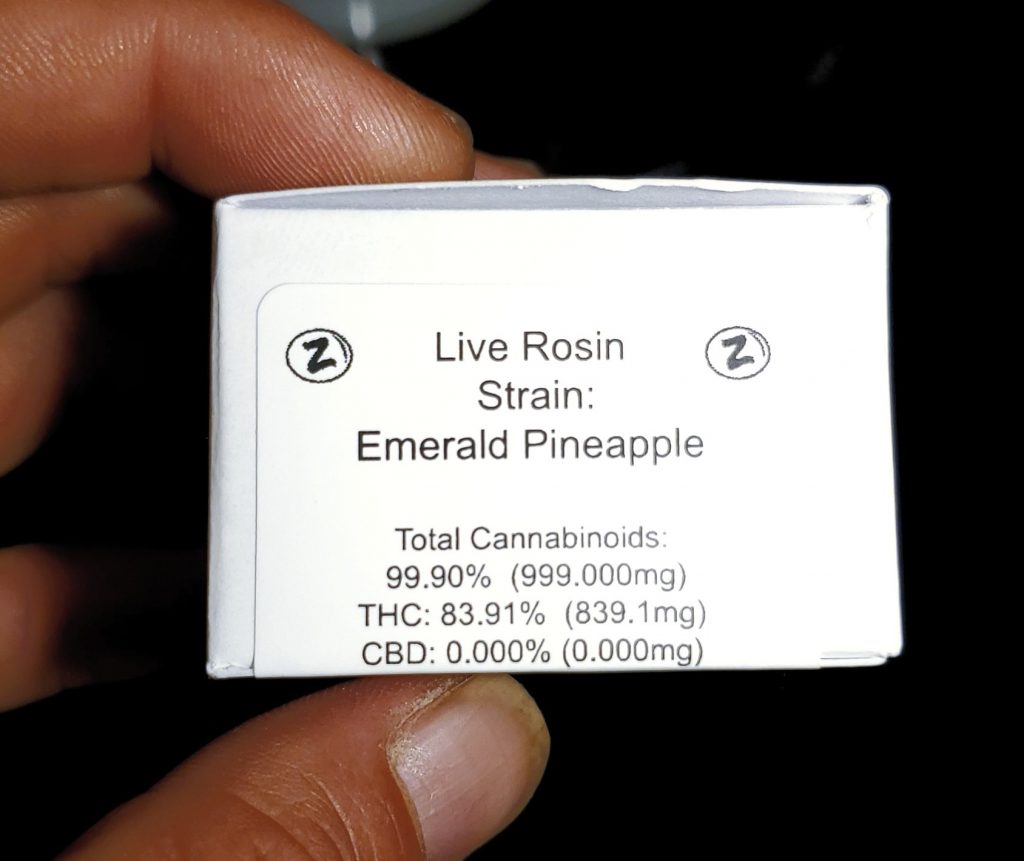 Z Live Rosin Z
Strain:
Emerald Pineapple
Total Cannabinoids:
99.90% (999.000mg)
THC: 83.91% (839.1mg)
CBD: 0.000% (0.000mg)